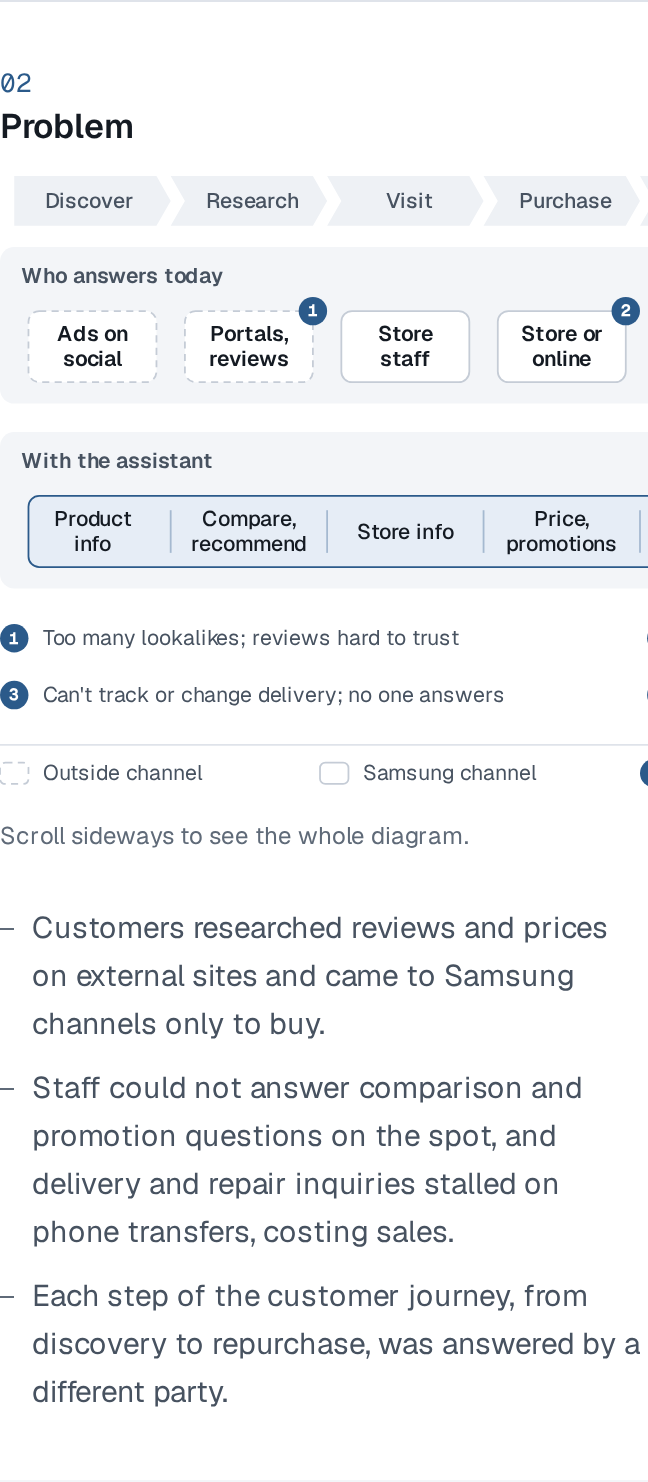 02
Problem
Discover
Research
Visit
Purchase
Who answers today
Ads on
social
1
Portals,
reviews
Store
staff
2
Store or
online
With the assistant
Product
info
Compare,
recommend
Store info
Price,
promotions
1 Too many lookalikes; reviews hard to trust
3 Can't track or change delivery; no one answers
Outside channel
Samsung channel
Scroll sideways to see the whole diagram.
– Customers researched reviews and prices
on external sites and came to Samsung
channels only to buy.
– Staff could not answer comparison and
promotion questions on the spot, and
delivery and repair inquiries stalled on
phone transfers, costing sales.
– Each step of the customer journey, from
discovery to repurchase, was answered by a
different party.